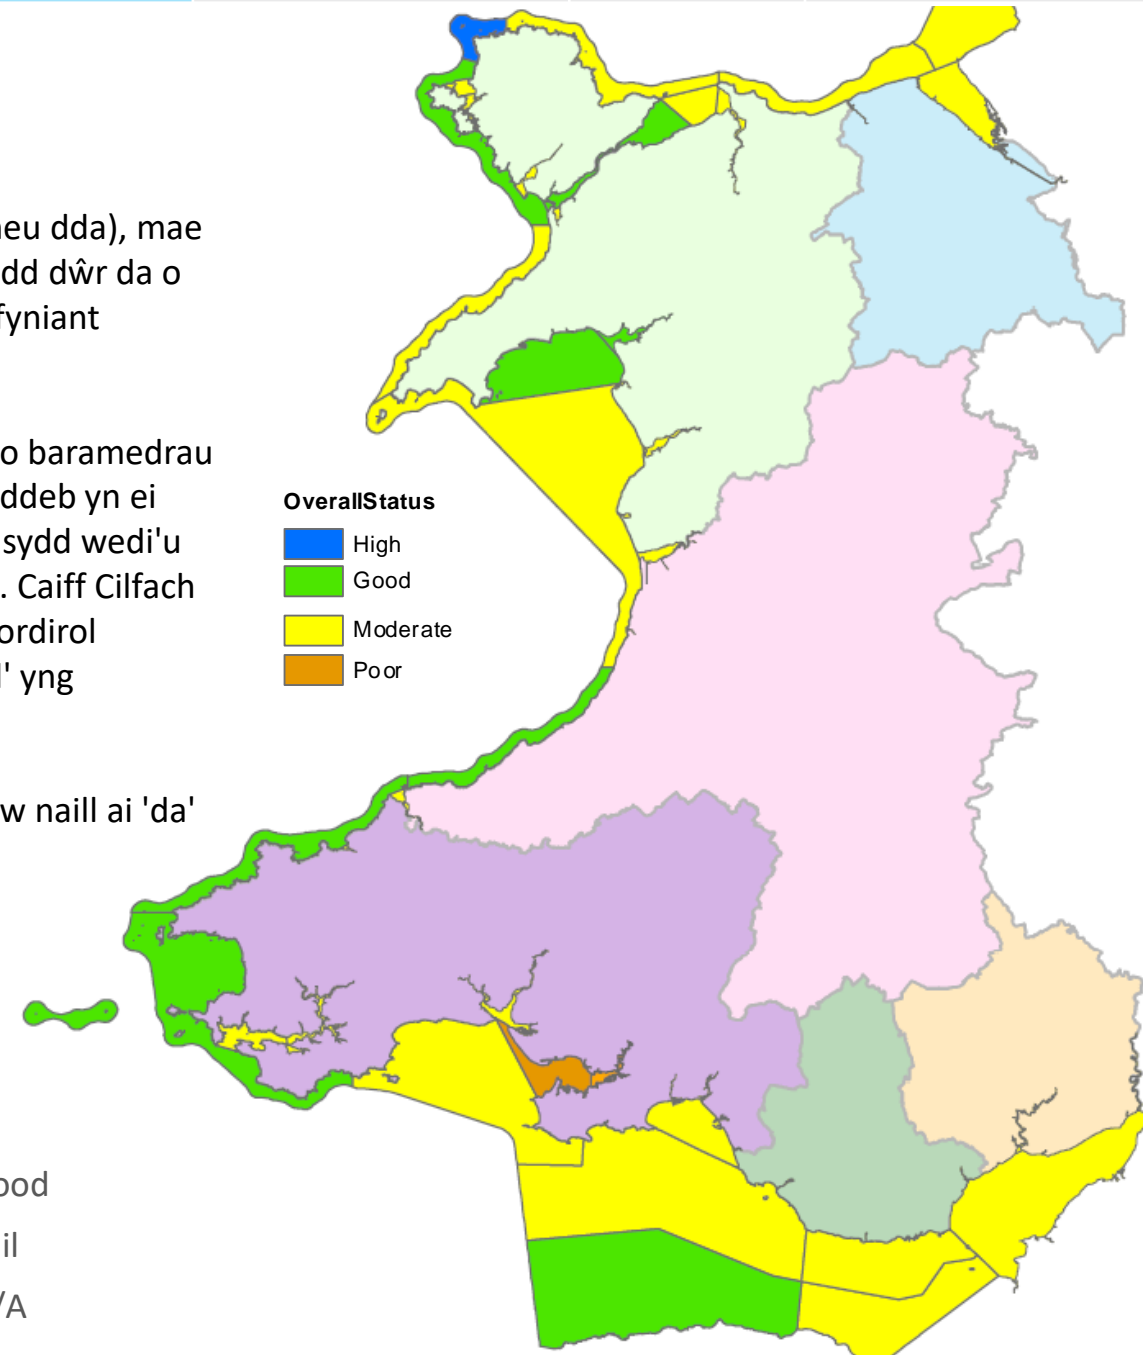 neu dda), mae
dd dŵr da o
fyniant
o baramedrau
ddeb yn ei
sydd wedi'u
. Caiff Cilfach
ordirol
l' yng
w naill ai 'da'
OverallStatus
High
Good
Moderate
Poor
ood
il
/A